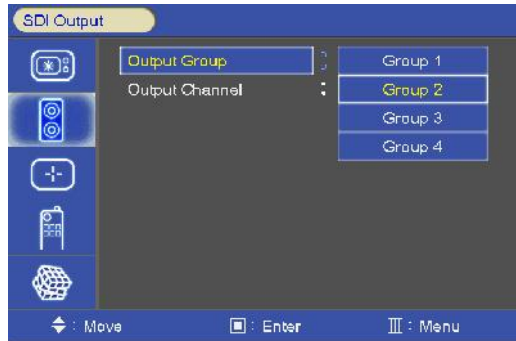 SDI Output
Output Group : Group 1
Output Channel : Group 2
Group 3
Group 4
: Move : Enter : Menu